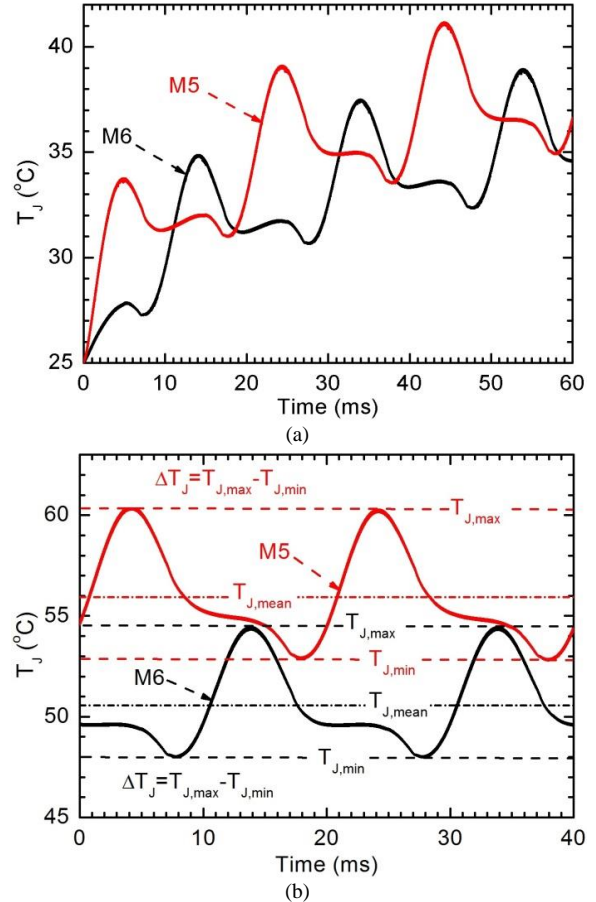 40
35
30
25
T_J (°C)
M5
M6
0 10 20 30 40 50 60
Time (ms)
(a)
60
55
50
45
T_J (°C)
ΔT_J=T_J,max-T_J,min
T_J,max
M5
T_J,mean
T_J,max
T_J,min
M6
T_J,mean
T_J,min
ΔT_J=T_J,max-T_J,min
0 10 20 30 40
Time (ms)
(b)